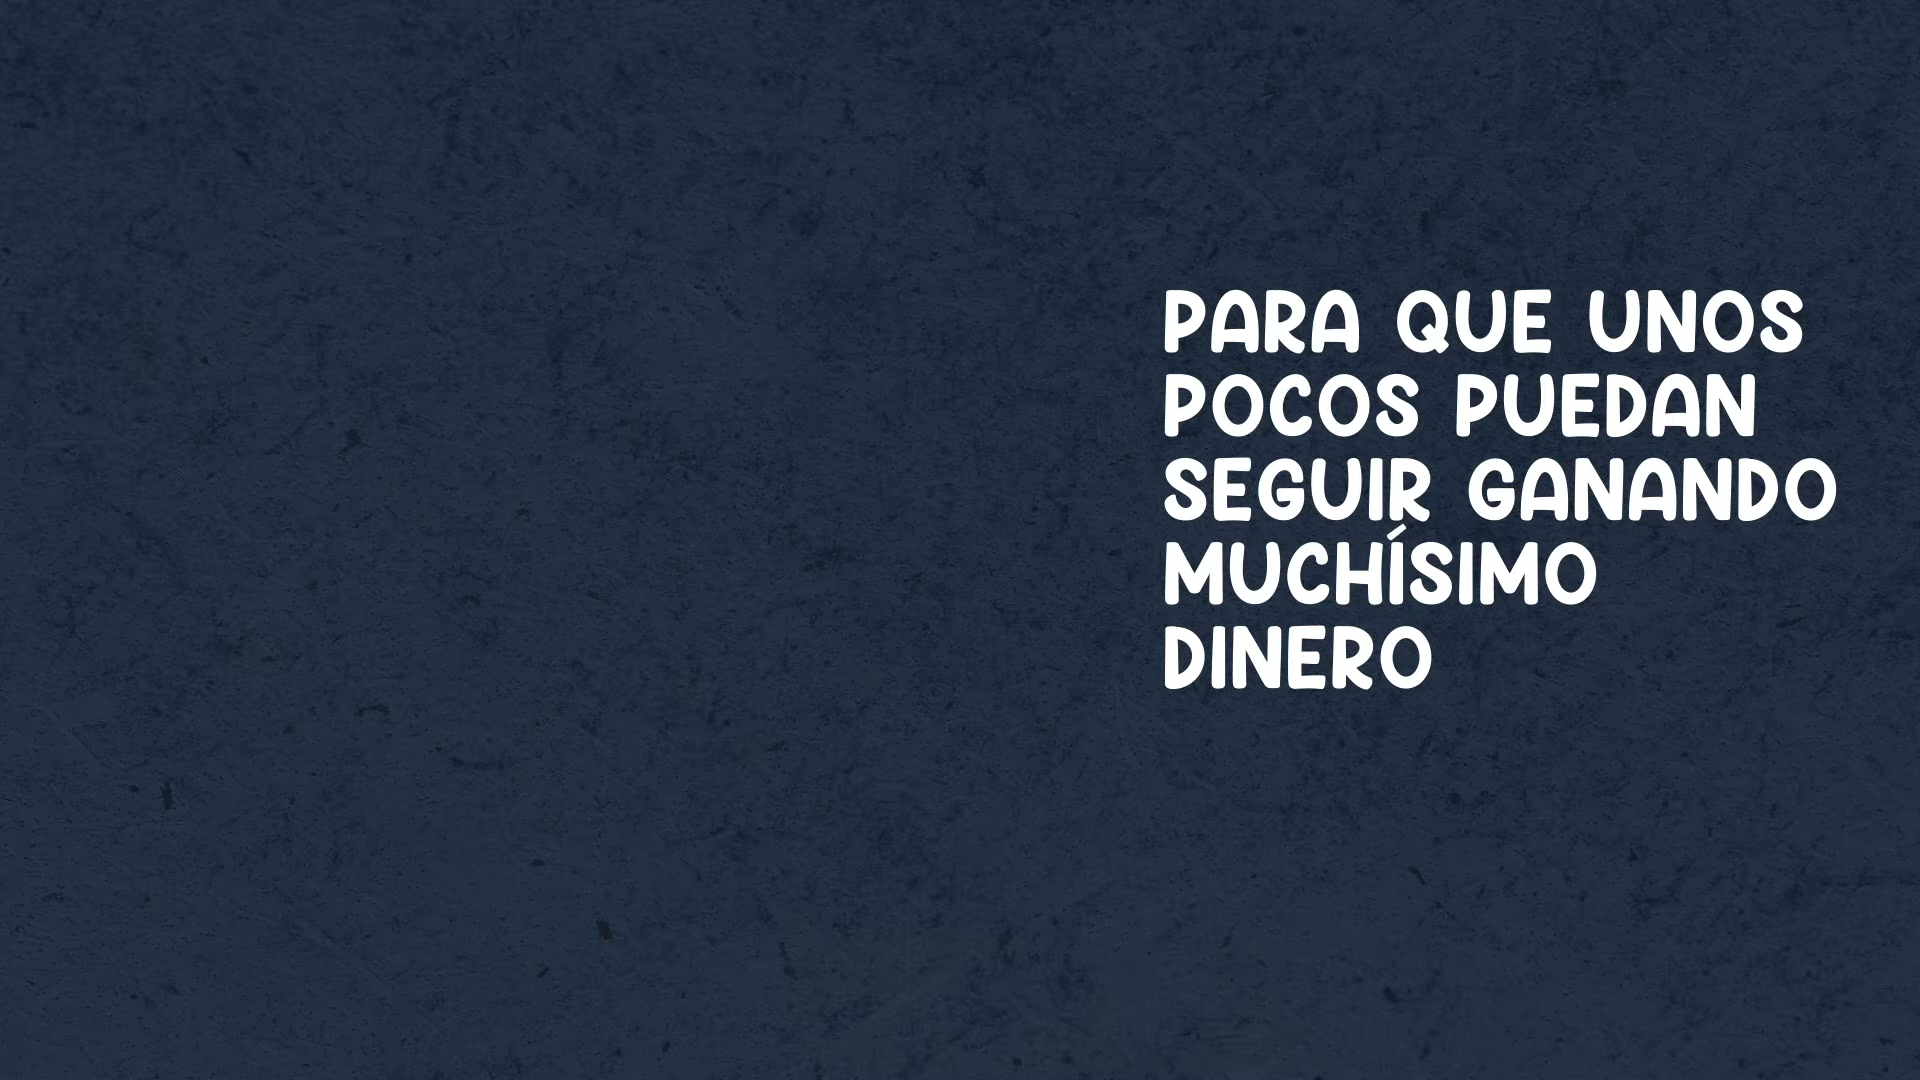 PARA QUE UNOS
POCOS PUEDAN
SEGUIR GANANDO
MUCHÍSIMO
DINERO